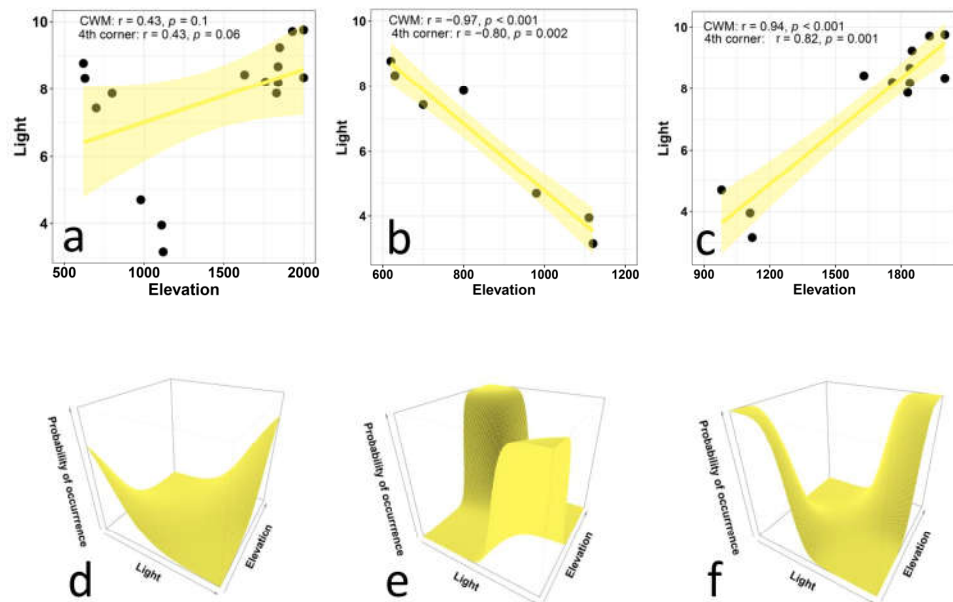 CWM: r = 0.43, p = 0.1
4th corner: r = 0.43, p = 0.06
10
8
6
4
Light
a
500
1000
1500
2000
Elevation
CWM: r = −0.97, p < 0.001
4th corner: r = −0.80, p = 0.002
10
8
6
4
Light
b
600
800
1000
1200
Elevation
CWM: r = 0.94, p < 0.001
4th corner: r = 0.82, p = 0.001
10
8
6
4
Light
c
900
1200
1500
1800
Elevation
Probability of occurrrence
Light
Elevation
d
Probability of occurrrence
Light
Elevation
e
Probability of occurrrence
Light
Elevation
f